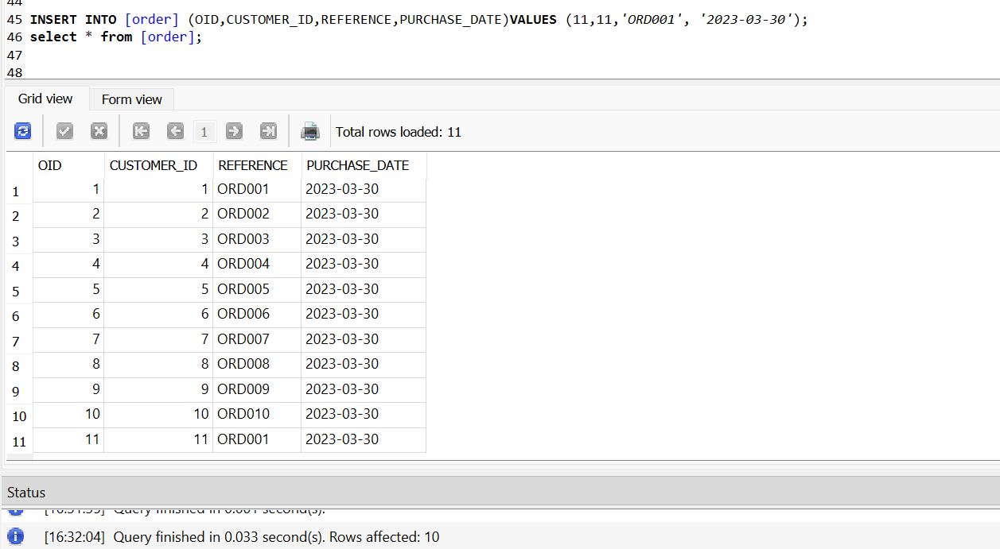 44
45 INSERT INTO [order] (OID,CUSTOMER_ID,REFERENCE,PURCHASE_DATE)VALUES (11,11,'ORD001', '2023-03-30');
46 select * from [order];
47
48
Grid view Form view
1 Total rows loaded: 11
OID CUSTOMER_ID REFERENCE PURCHASE_DATE
1 1 1 ORD001 2023-03-30
2 2 2 ORD002 2023-03-30
3 3 3 ORD003 2023-03-30
4 4 4 ORD004 2023-03-30
5 5 5 ORD005 2023-03-30
6 6 6 ORD006 2023-03-30
7 7 7 ORD007 2023-03-30
8 8 8 ORD008 2023-03-30
9 9 9 ORD009 2023-03-30
10 10 10 ORD010 2023-03-30
11 11 11 ORD001 2023-03-30
Status
Query finished in 0.001 second(s).
[16:32:04] Query finished in 0.033 second(s). Rows affected: 10